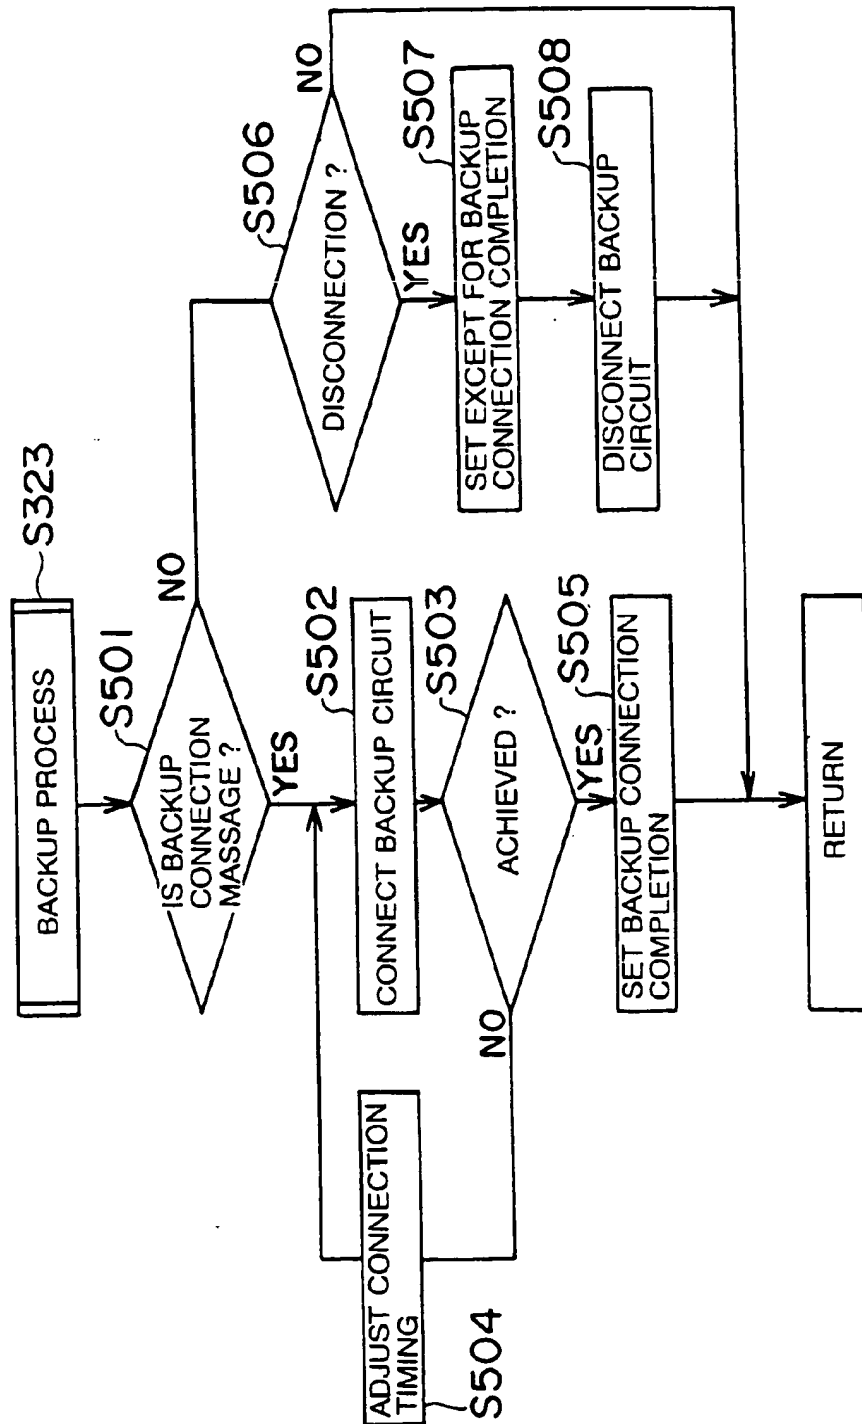 BACKUP PROCESS
S323
S501
IS BACKUP
CONNECTION
MASSAGE ?
NO
YES
S502
CONNECT BACKUP CIRCUIT
S503
ACHIEVED ?
NO
YES
ADJUST CONNECTION
TIMING
S504
S505
SET BACKUP CONNECTION
COMPLETION
RETURN
S506
DISCONNECTION ?
NO
YES
S507
SET EXCEPT FOR BACKUP
CONNECTION COMPLETION
S508
DISCONNECT BACKUP
CIRCUIT